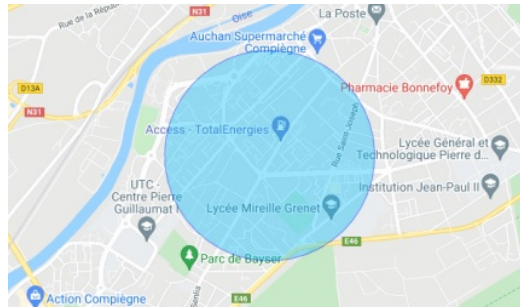 N31
Oise
La Poste
Rue de la Répu
Auchan Supermarché
Compiègne
D13A
N31
Pharmacie Bonnefoy
D332
Access - TotalEnergies
Rue Saint-Joseph
Lycée Général et
Technologique Pierre d...
UTC -
Centre Pierre
Guillaumat
Institution Jean-Paul II
Lycée Mireille Grenet
E46
Parc de Bayser
Action Compiègne
E46